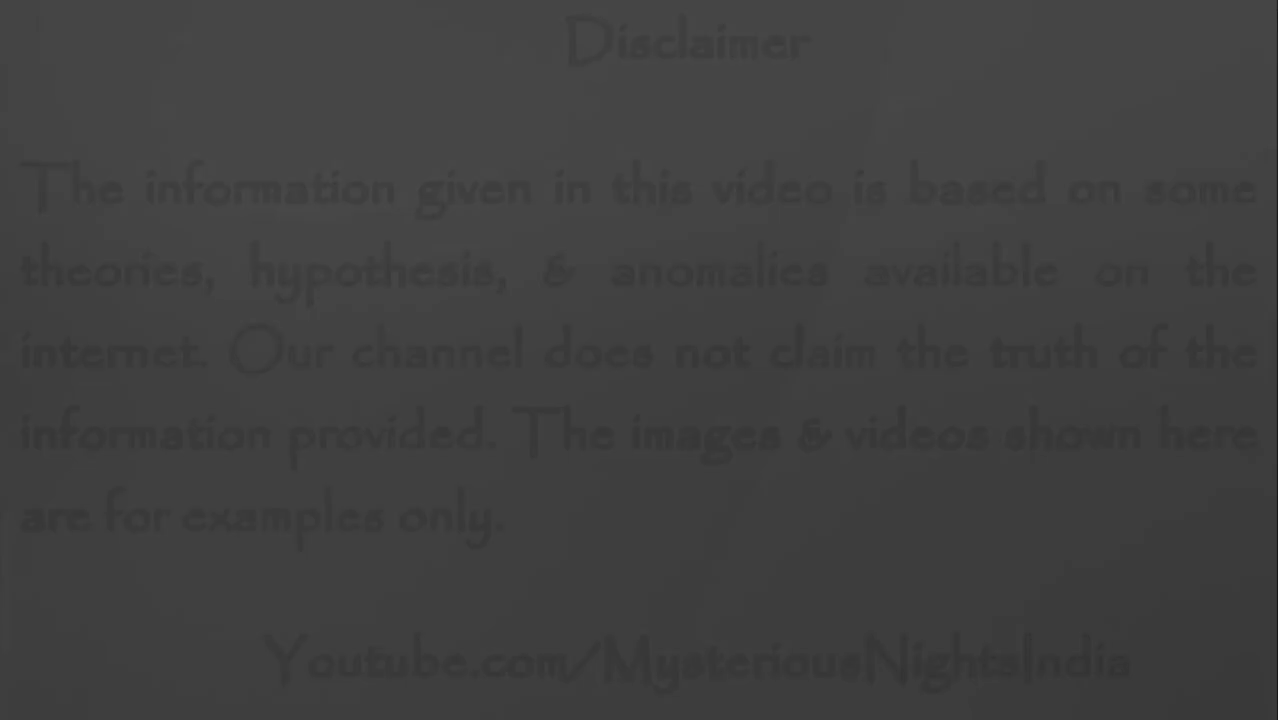 Disclaimer
The information given in this video is based on some
theories, hypothesis, & anomalies available on the
internet. Our channel does not claim the truth of the
information provided. The images & videos shown here
are for examples only.
Youtube.com/MysteriousNightsIndia